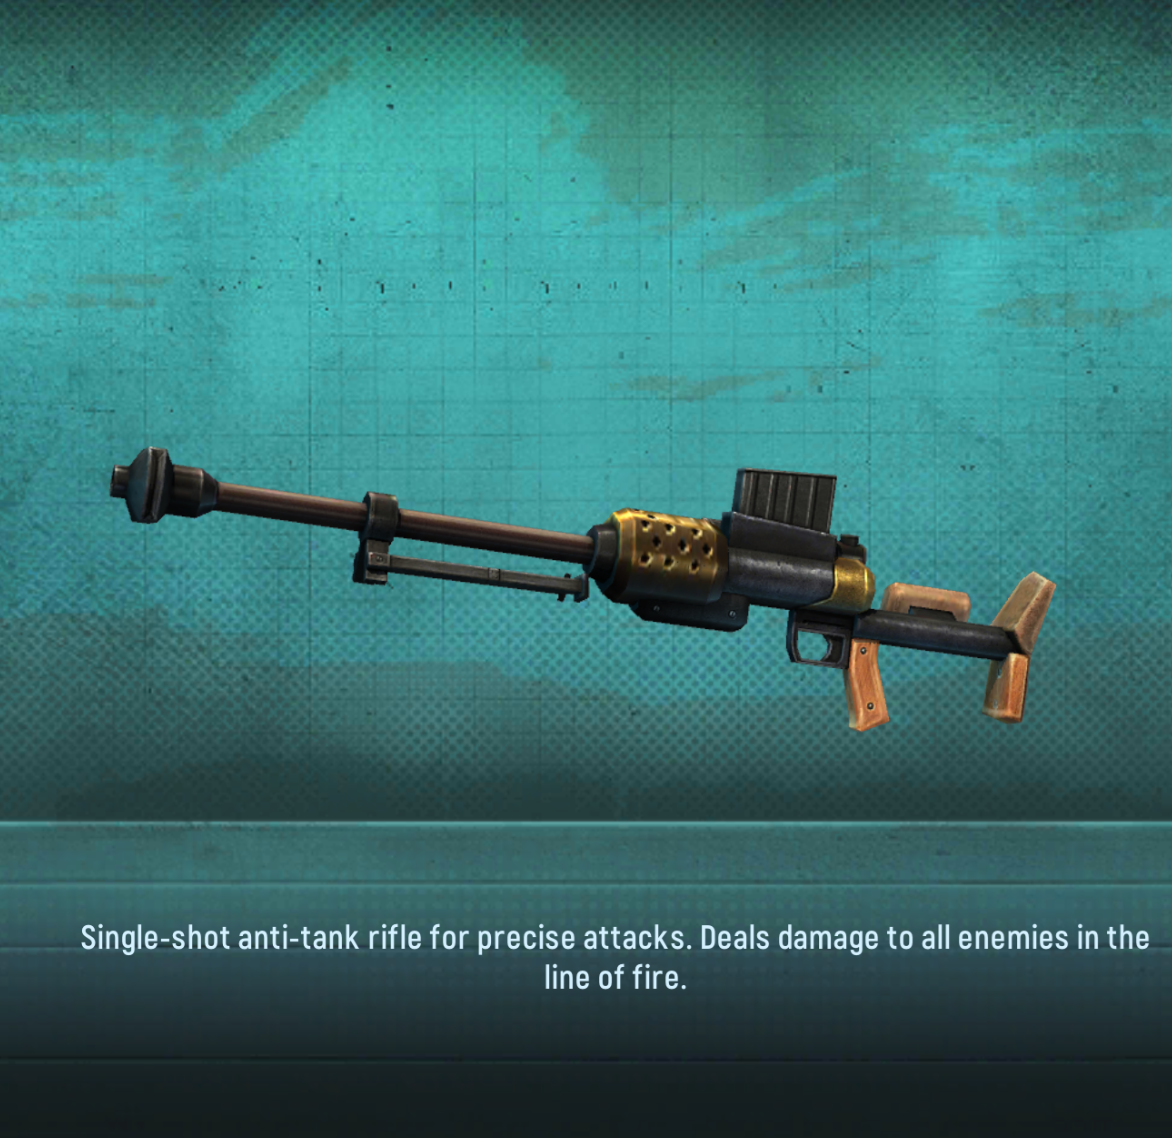 Single-shot anti-tank rifle for precise attacks. Deals damage to all enemies in the
line of fire.